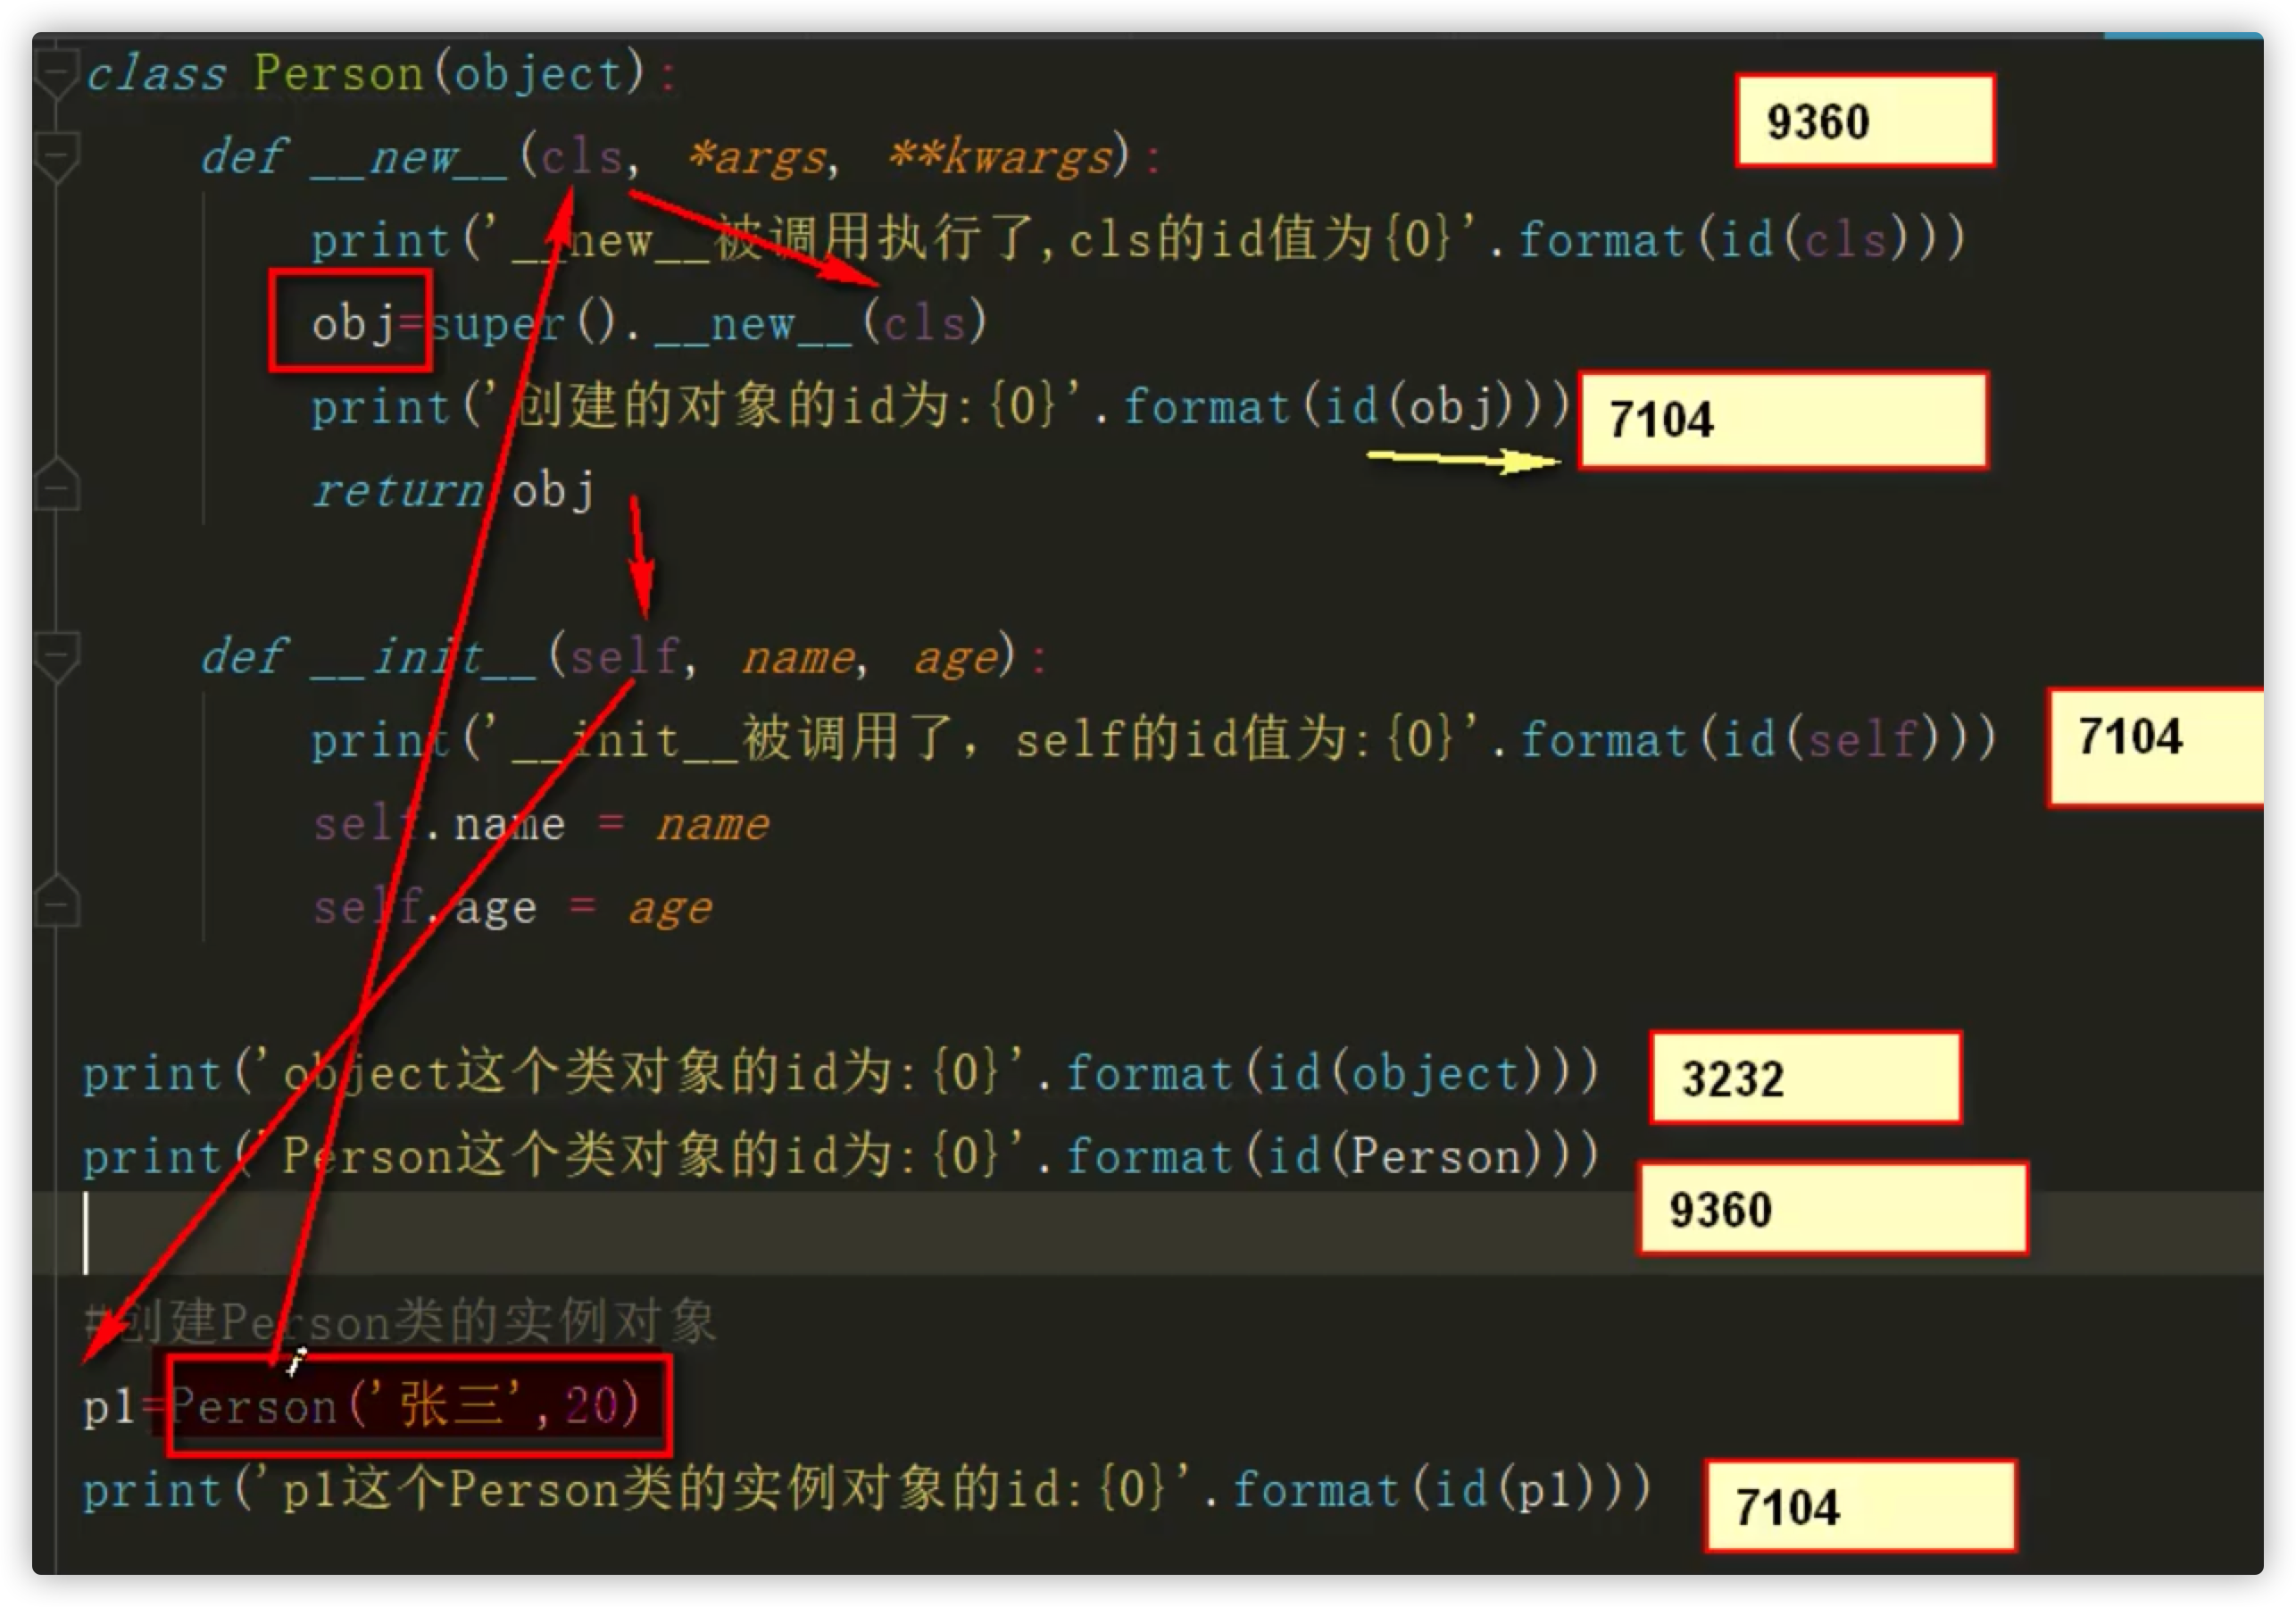 class Person(object):
9360
def __new__(cls, *args, **kwargs):
print('__new__被调用执行了,cls的id值为{0}'.format(id(cls)))
obj=super().__new__(cls)
print('创建的对象的id为:{0}'.format(id(obj)))
7104
return obj
def __init__(self, name, age):
print('__init__被调用了，self的id值为:{0}'.format(id(self)))
7104
self.name = name
self.age = age
print('object这个类对象的id为:{0}'.format(id(object)))
3232
print('Person这个类对象的id为:{0}'.format(id(Person)))
9360
#创建Person类的实例对象
p1=Person('张三',20)
print('p1这个Person类的实例对象的id:{0}'.format(id(p1)))
7104